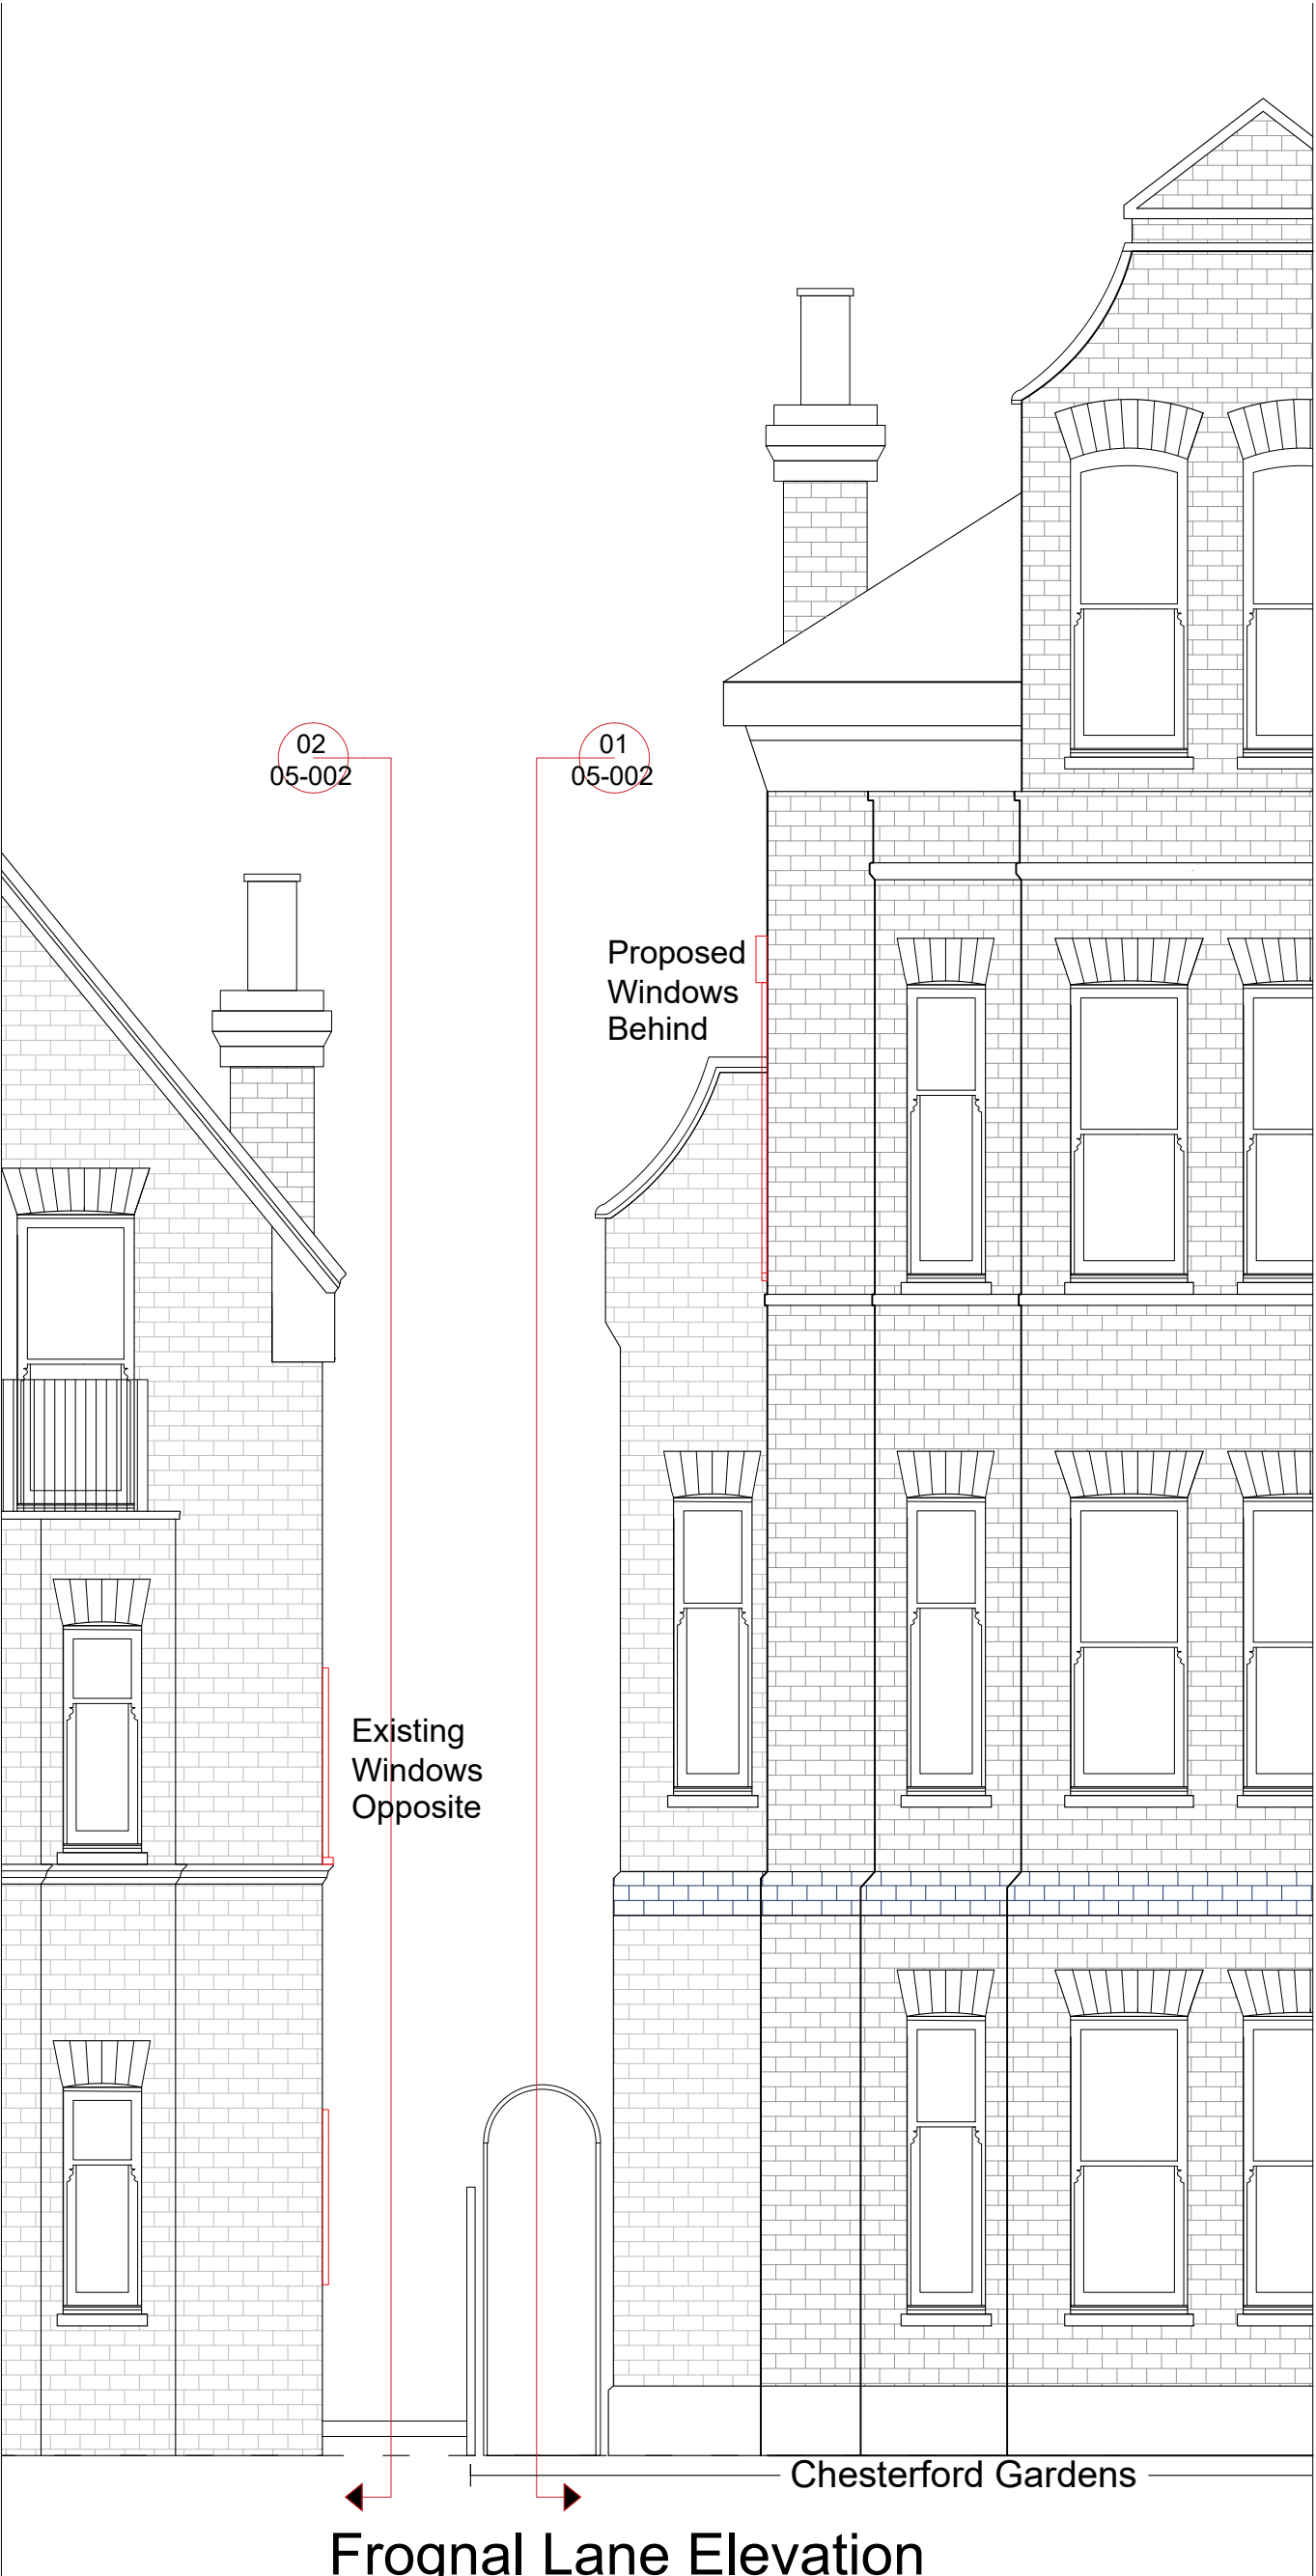 02
05-002
01
05-002
Proposed
Windows
Behind
Existing
Windows
Opposite
Chesterford Gardens
Frognal Lane Elevation